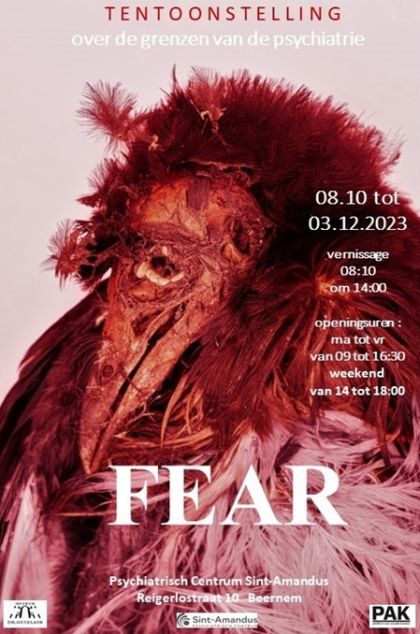 TENTOONSTELLING
over de grenzen van de psychiatrie
08.10 tot
03.12.2023
vernissage
08:10
om 14:00
openingsuren :
ma tot vr
van 09 tot 16:30
weekend
van 14 tot 18:00
FEAR
Psychiatrisch Centrum Sint-Amandus
Reigerlostraat 10 Beernem
Sint-Amandus
PSYCHIATRISCH CENTRUM
PAK